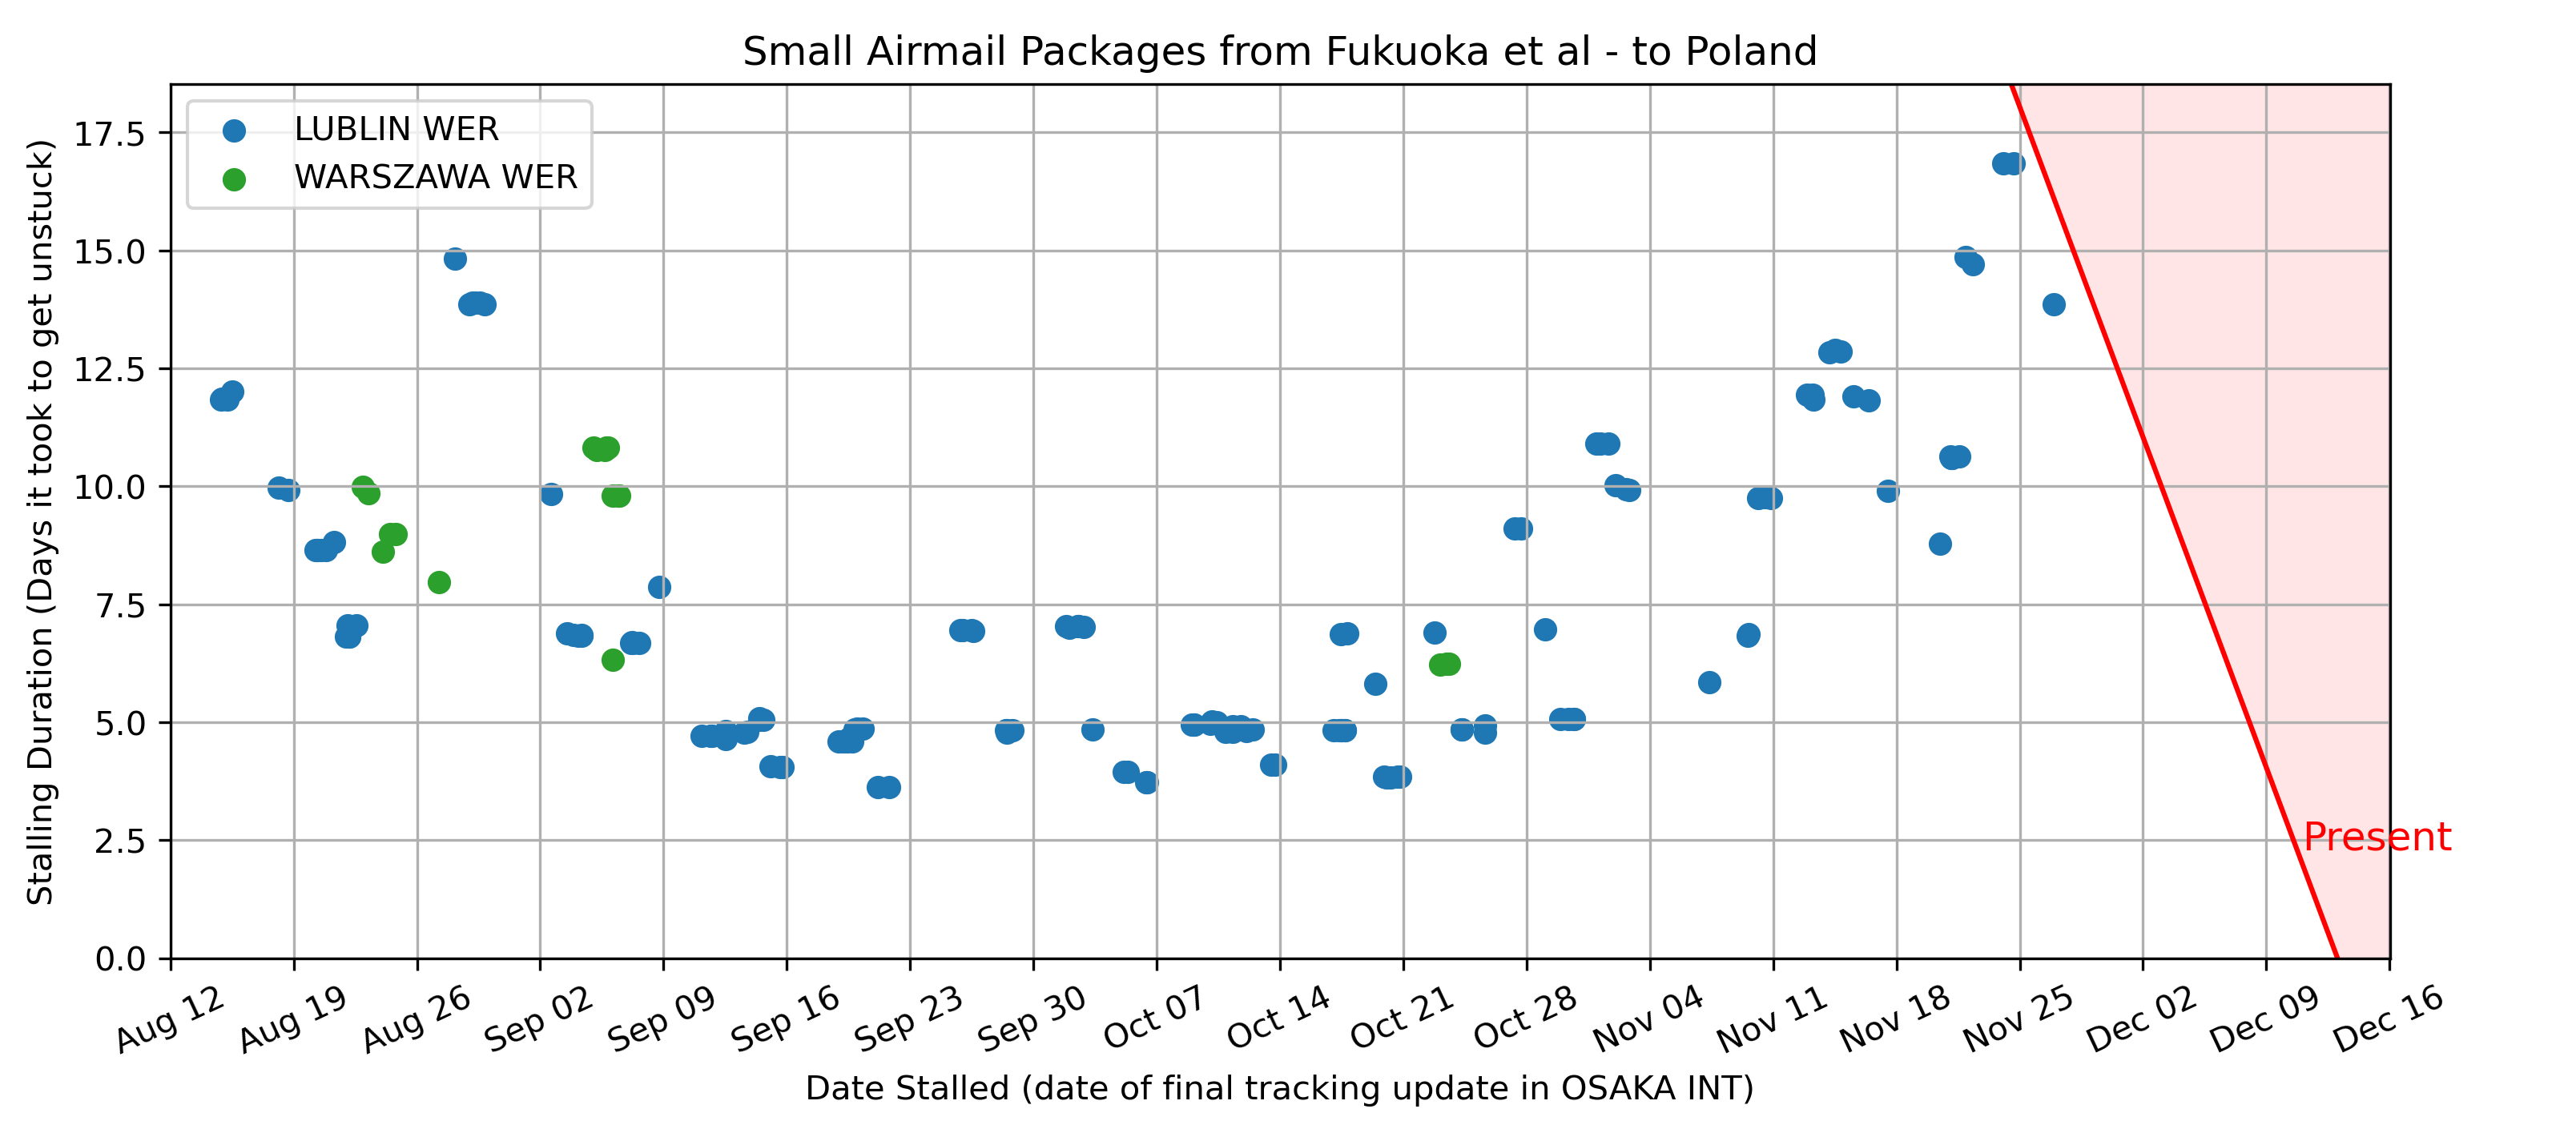 Small Airmail Packages from Fukuoka et al - to Poland
LUBLIN WER
WARSZAWA WER
Stalling Duration (Days it took to get unstuck)
17.5
15.0
12.5
10.0
7.5
5.0
2.5
0.0
Present
Aug 12
Aug 19
Aug 26
Sep 02
Sep 09
Sep 16
Sep 23
Sep 30
Oct 07
Oct 14
Oct 21
Oct 28
Nov 04
Nov 11
Nov 18
Nov 25
Dec 02
Dec 09
Dec 16
Date Stalled (date of final tracking update in OSAKA INT)